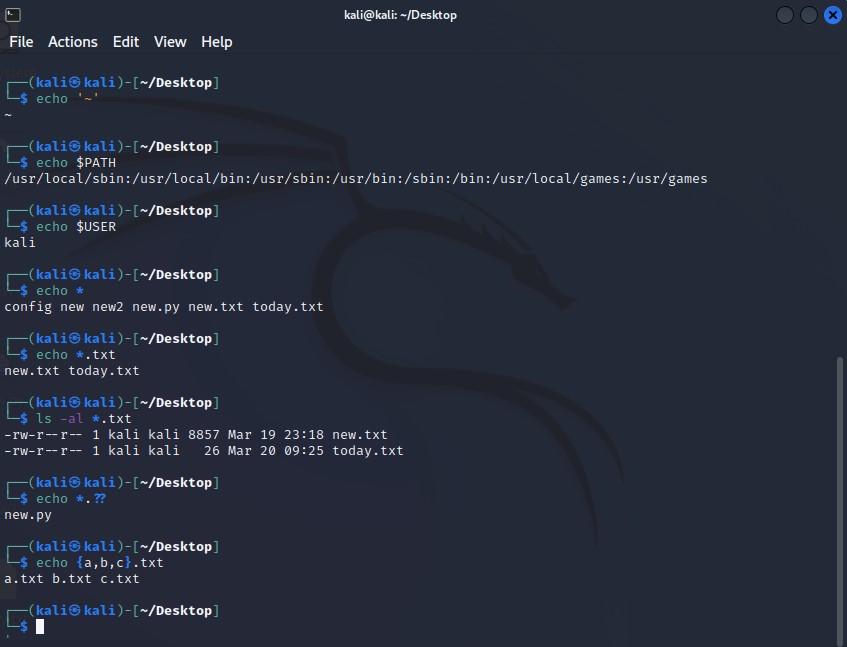 kali@kali: ~/Desktop
File Actions Edit View Help
┌──(kali㉿kali)-[~/Desktop]
└─$ echo '~'
~
┌──(kali㉿kali)-[~/Desktop]
└─$ echo $PATH
/usr/local/sbin:/usr/local/bin:/usr/sbin:/usr/bin:/sbin:/bin:/usr/local/games:/usr/games
┌──(kali㉿kali)-[~/Desktop]
└─$ echo $USER
kali
┌──(kali㉿kali)-[~/Desktop]
└─$ echo *
config new new2 new.py new.txt today.txt
┌──(kali㉿kali)-[~/Desktop]
└─$ echo *.txt
new.txt today.txt
┌──(kali㉿kali)-[~/Desktop]
└─$ ls -al *.txt
-rw-r--r-- 1 kali kali 8857 Mar 19 23:18 new.txt
-rw-r--r-- 1 kali kali   26 Mar 20 09:25 today.txt
┌──(kali㉿kali)-[~/Desktop]
└─$ echo *.??
new.py
┌──(kali㉿kali)-[~/Desktop]
└─$ echo {a,b,c}.txt
a.txt b.txt c.txt
┌──(kali㉿kali)-[~/Desktop]
└─$